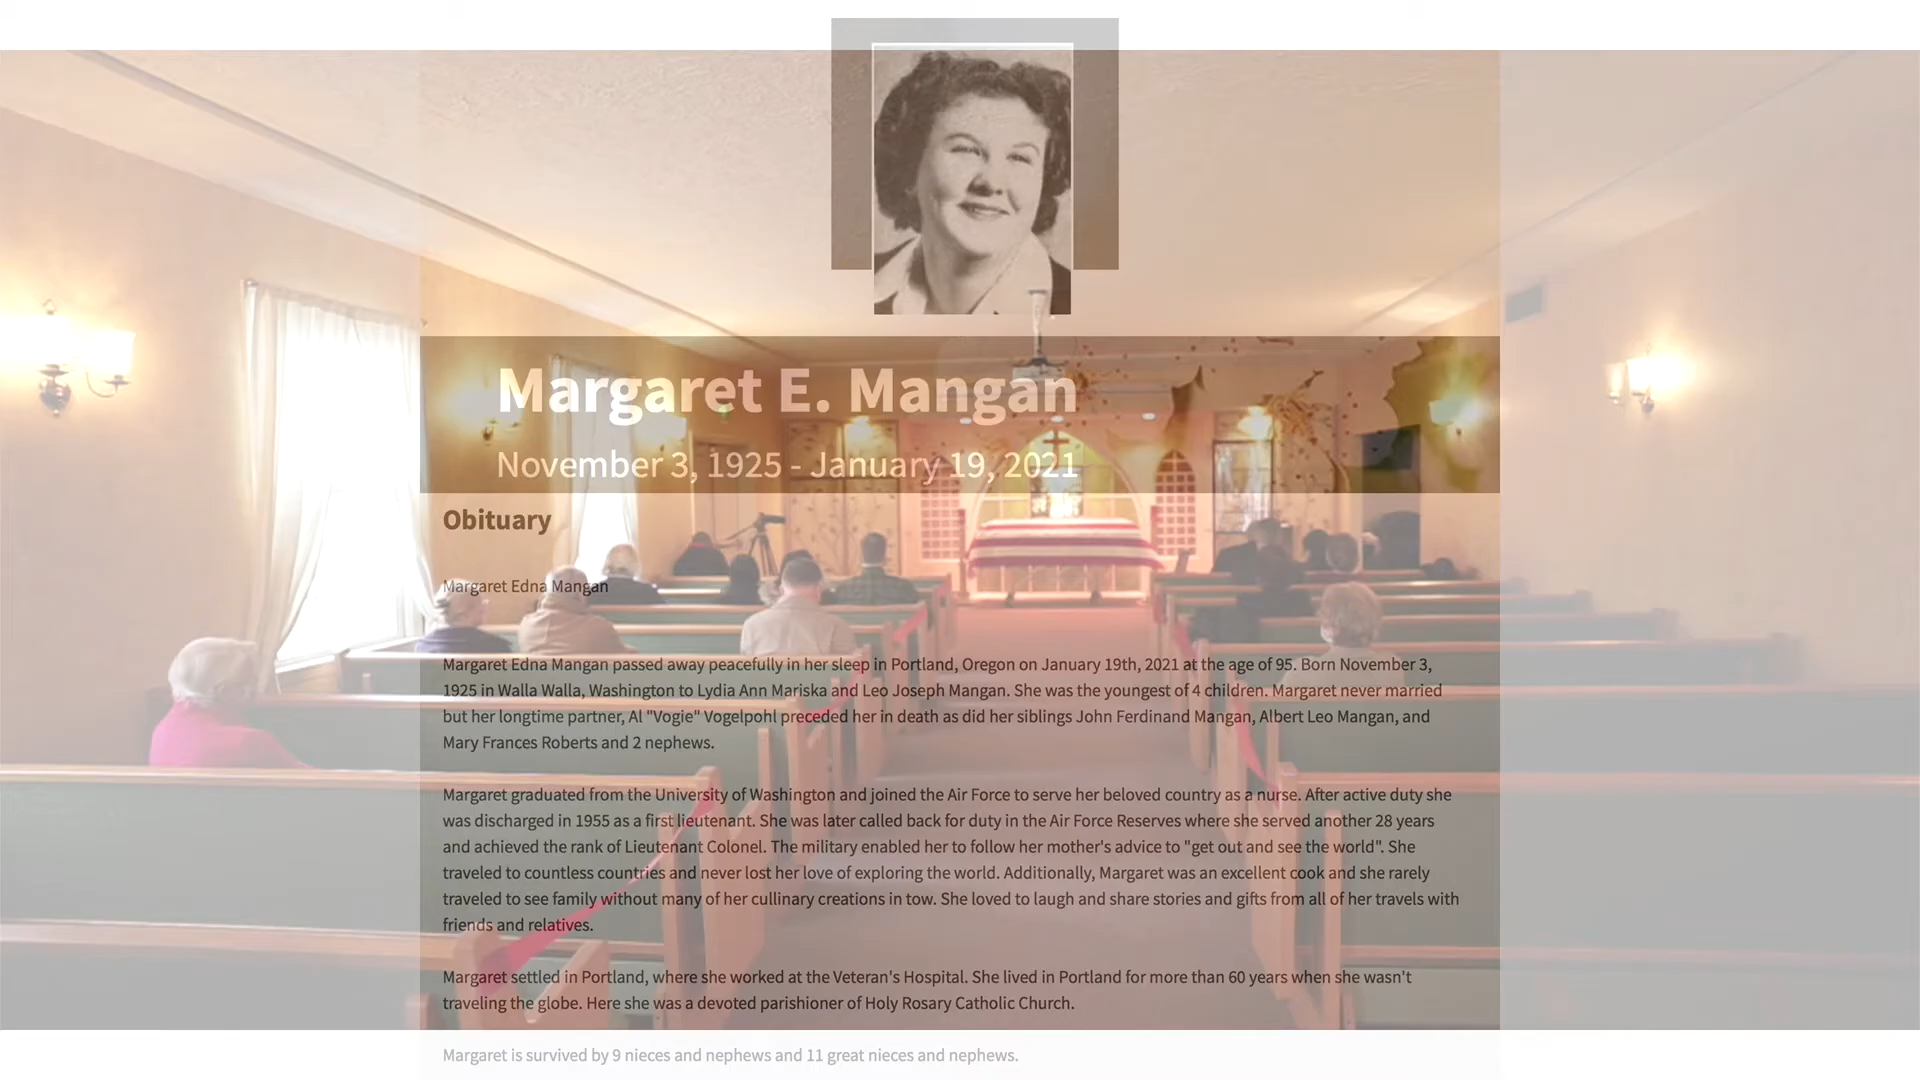 Margaret E. Mangan
November 3, 1925 - January 19, 2021
Obituary
Margaret Edna Mangan
Margaret Edna Mangan passed away peacefully in her sleep in Portland, Oregon on January 19th, 2021 at the age of 95. Born November 3,
1925 in Walla Walla, Washington to Lydia Ann Mariska and Leo Joseph Mangan. She was the youngest of 4 children. Margaret never married
but her longtime partner, Al "Vogie" Vogelpohl preceded her in death as did her siblings John Ferdinand Mangan, Albert Leo Mangan, and
Mary Frances Roberts and 2 nephews.
Margaret graduated from the University of Washington and joined the Air Force to serve her beloved country as a nurse. After active duty she
was discharged in 1955 as a first lieutenant. She was later called back for duty in the Air Force Reserves where she served another 28 years
and achieved the rank of Lieutenant Colonel. The military enabled her to follow her mother's advice to "get out and see the world". She
traveled to countless countries and never lost her love of exploring the world. Additionally, Margaret was an excellent cook and she rarely
traveled to see family without many of her cullinary creations in tow. She loved to laugh and share stories and gifts from all of her travels with
friends and relatives.
Margaret settled in Portland, where she worked at the Veteran's Hospital. She lived in Portland for more than 60 years when she wasn't
traveling the globe. Here she was a devoted parishioner of Holy Rosary Catholic Church.
Margaret is survived by 9 nieces and nephews and 11 great nieces and nephews.